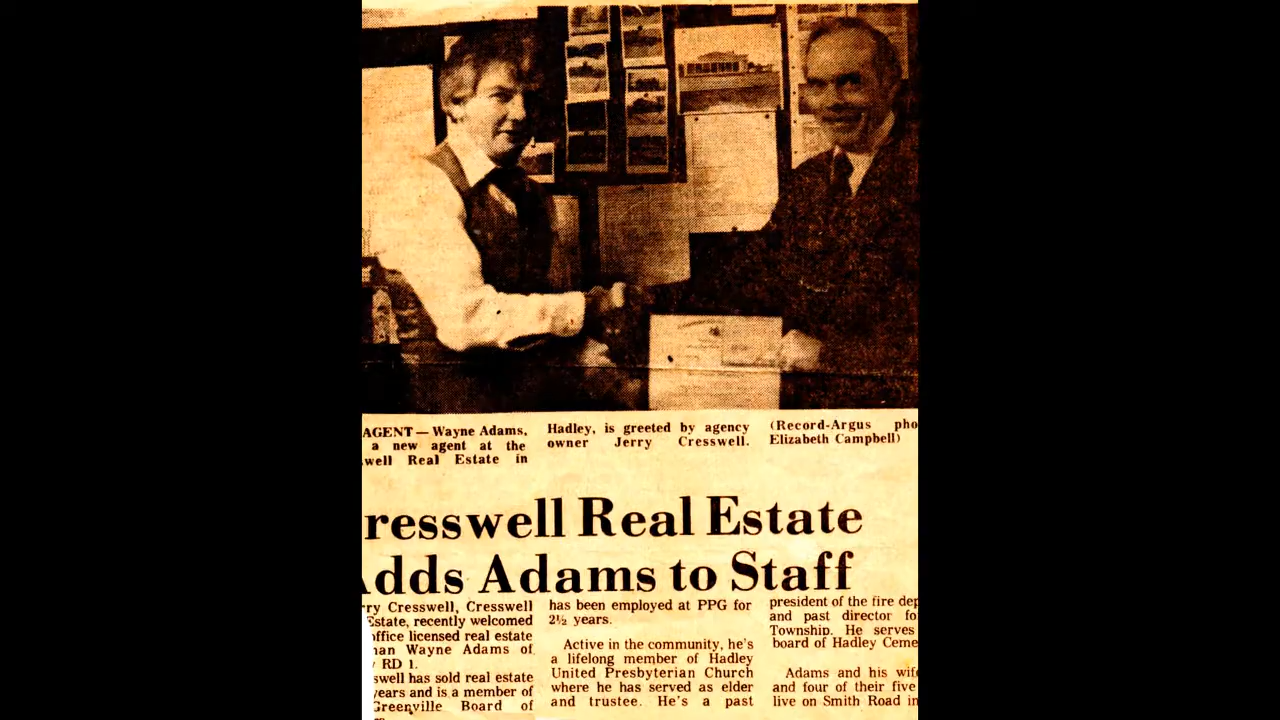 AGENT — Wayne Adams,
a new agent at the
well Real Estate in
Hadley, is greeted by agency
owner Jerry Cresswell.
(Record-Argus pho
Elizabeth Campbell)
resswell Real Estate
Adds Adams to Staff
ry Cresswell, Cresswell
Estate, recently welcomed
office licensed real estate
nan Wayne Adams of
RD 1.
swell has sold real estate
years and is a member of
Greenville Board of
has been employed at PPG for
2½ years.
Active in the community, he's
a lifelong member of Hadley
United Presbyterian Church
where he has served as elder
and trustee. He's a past
president of the fire dep
and past director fo
Township. He serves
board of Hadley Ceme
Adams and his wife
and four of their five
live on Smith Road in